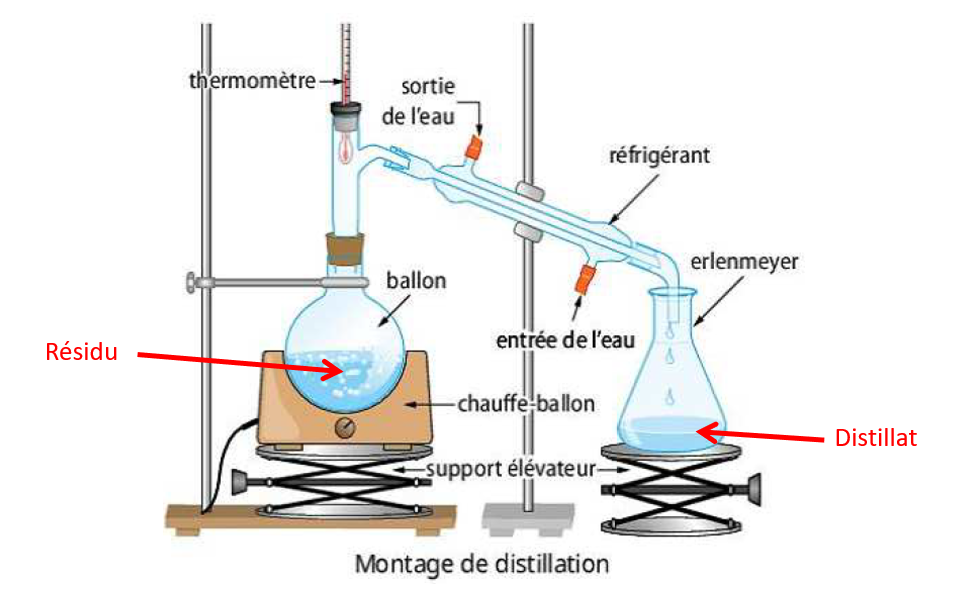 thermomètre
sortie
de l'eau
réfrigérant
erlenmeyer
ballon
entrée de l'eau
Résidu
chauffe-ballon
Distillat
support élévateur
Montage de distillation